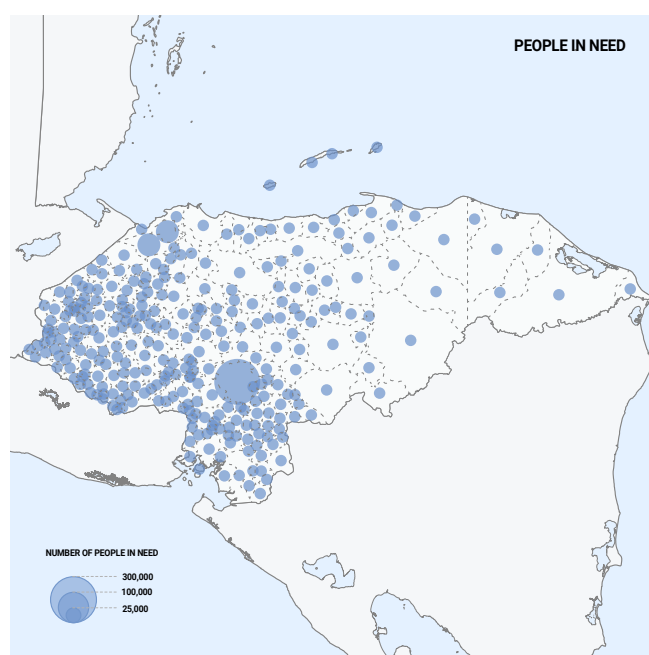 PEOPLE IN NEED
NUMBER OF PEOPLE IN NEED
300,000
100,000
25,000